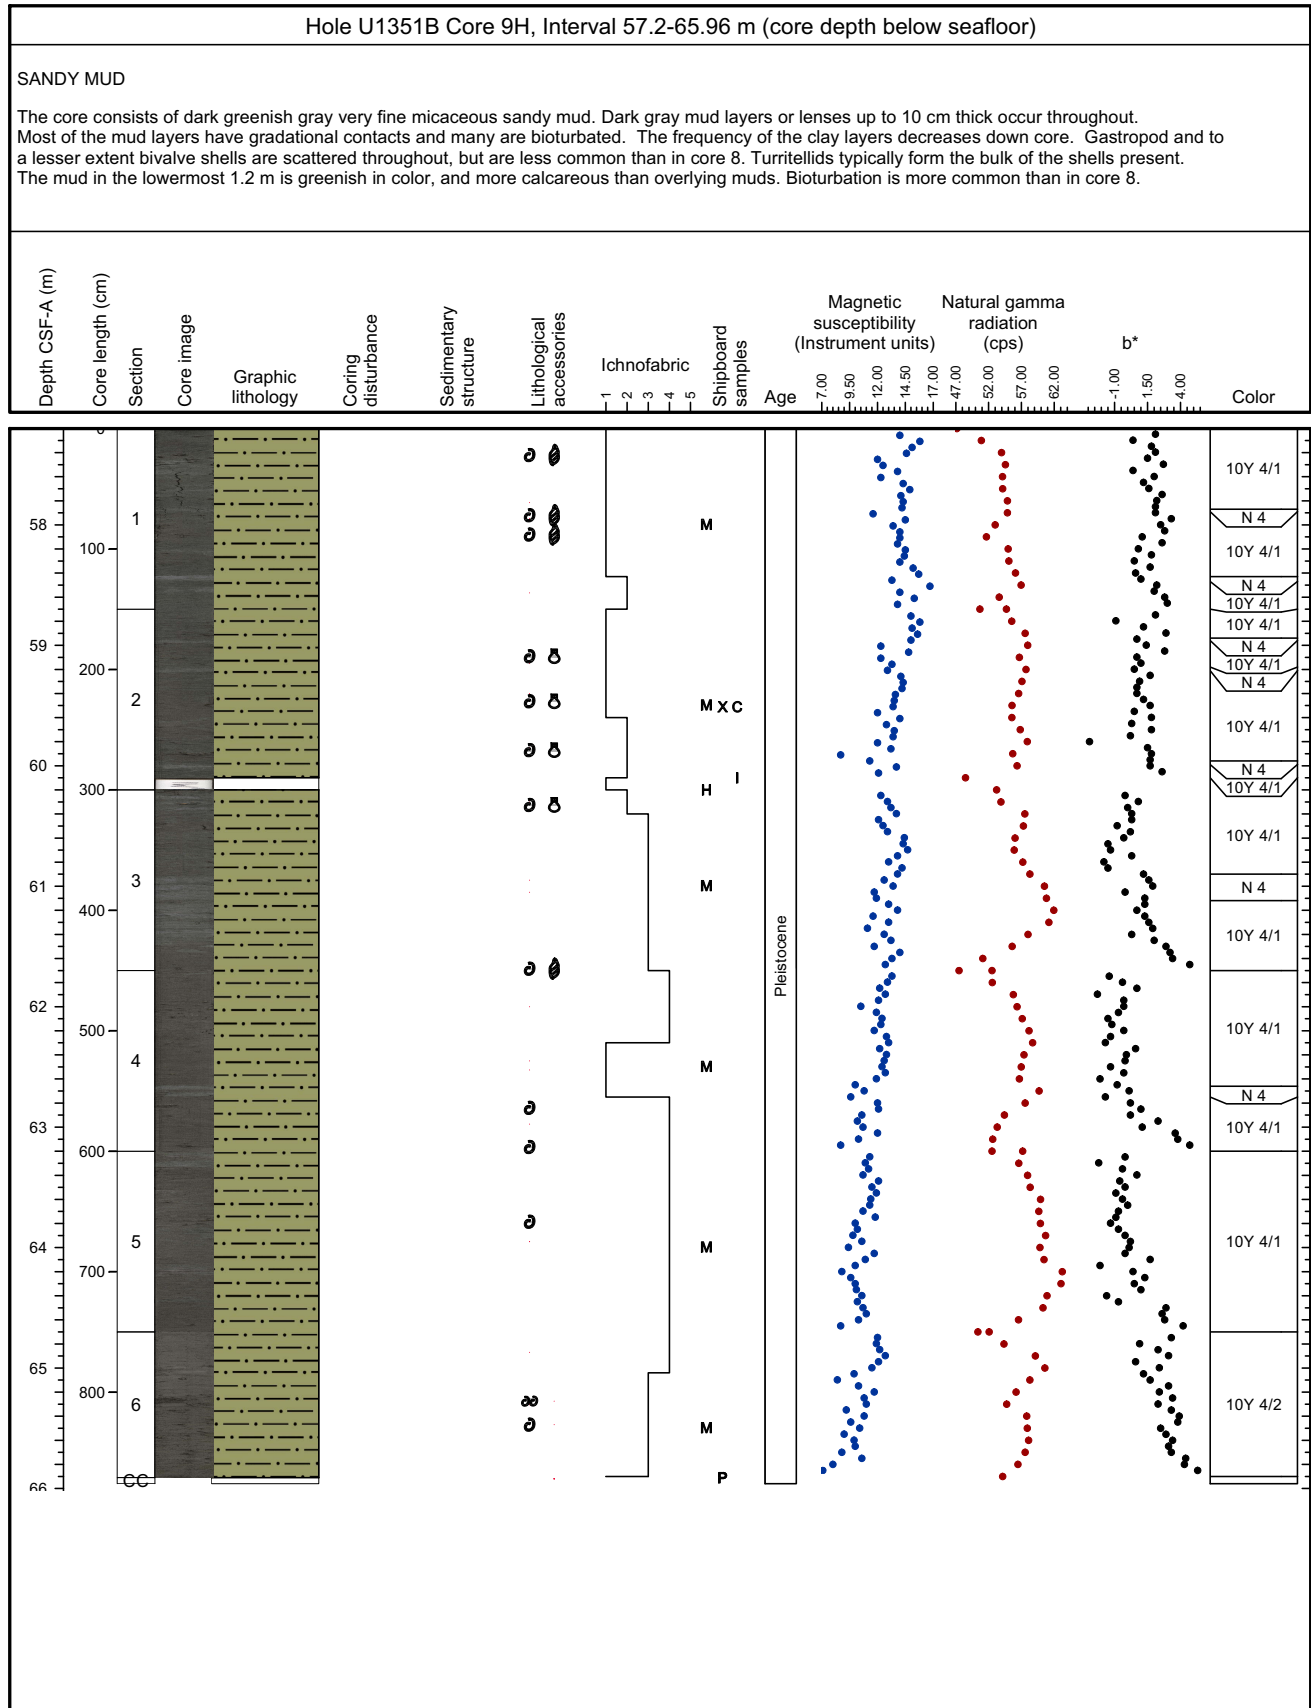 Hole U1351B Core 9H, Interval 57.2-65.96 m (core depth below seafloor)
SANDY MUD
The core consists of dark greenish gray very fine micaceous sandy mud. Dark gray mud layers or lenses up to 10 cm thick occur throughout.
Most of the mud layers have gradational contacts and many are bioturbated. The frequency of the clay layers decreases down core. Gastropod and to
a lesser extent bivalve shells are scattered throughout, but are less common than in core 8. Turritellids typically form the bulk of the shells present.
The mud in the lowermost 1.2 m is greenish in color, and more calcareous than overlying muds. Bioturbation is more common than in core 8.
Depth CSF-A (m)
Core length (cm)
Section
Core image
Graphic
lithology
Coring
disturbance
Sedimentary
structure
Lithological
accessories
Ichnofabric
1 2 3 4 5
Shipboard
samples
Age
Magnetic
susceptibility
(Instrument units)
7.00 9.50 12.00 14.50 17.00
Natural gamma
radiation
(cps)
47.00 52.00 57.00 62.00
b*
-1.00 1.50 4.00
Color
58
59
60
61
62
63
64
65
66
0
100
200
300
400
500
600
700
800
1
2
3
4
5
6
CC
M
M X C
I
H
M
M
M
M
M
P
Pleistocene
10Y 4/1
N 4
10Y 4/1
N 4
10Y 4/1
10Y 4/1
N 4
10Y 4/1
N 4
10Y 4/1
N 4
10Y 4/1
10Y 4/1
N 4
10Y 4/1
10Y 4/1
N 4
10Y 4/1
10Y 4/1
10Y 4/2